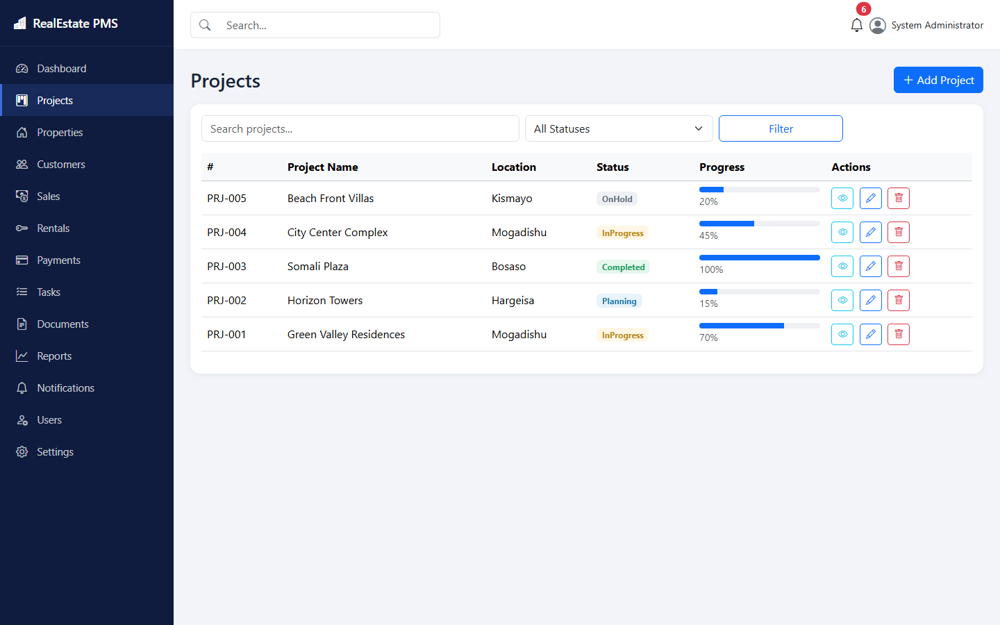 RealEstate PMS
Search...
6
System Administrator
Dashboard
Projects
Properties
Customers
Sales
Rentals
Payments
Tasks
Documents
Reports
Notifications
Users
Settings
Projects
Add Project
Search projects...
All Statuses
Filter
# Project Name Location Status Progress Actions
PRJ-005 Beach Front Villas Kismayo OnHold 20%
PRJ-004 City Center Complex Mogadishu InProgress 45%
PRJ-003 Somali Plaza Bosaso Completed 100%
PRJ-002 Horizon Towers Hargeisa Planning 15%
PRJ-001 Green Valley Residences Mogadishu InProgress 70%